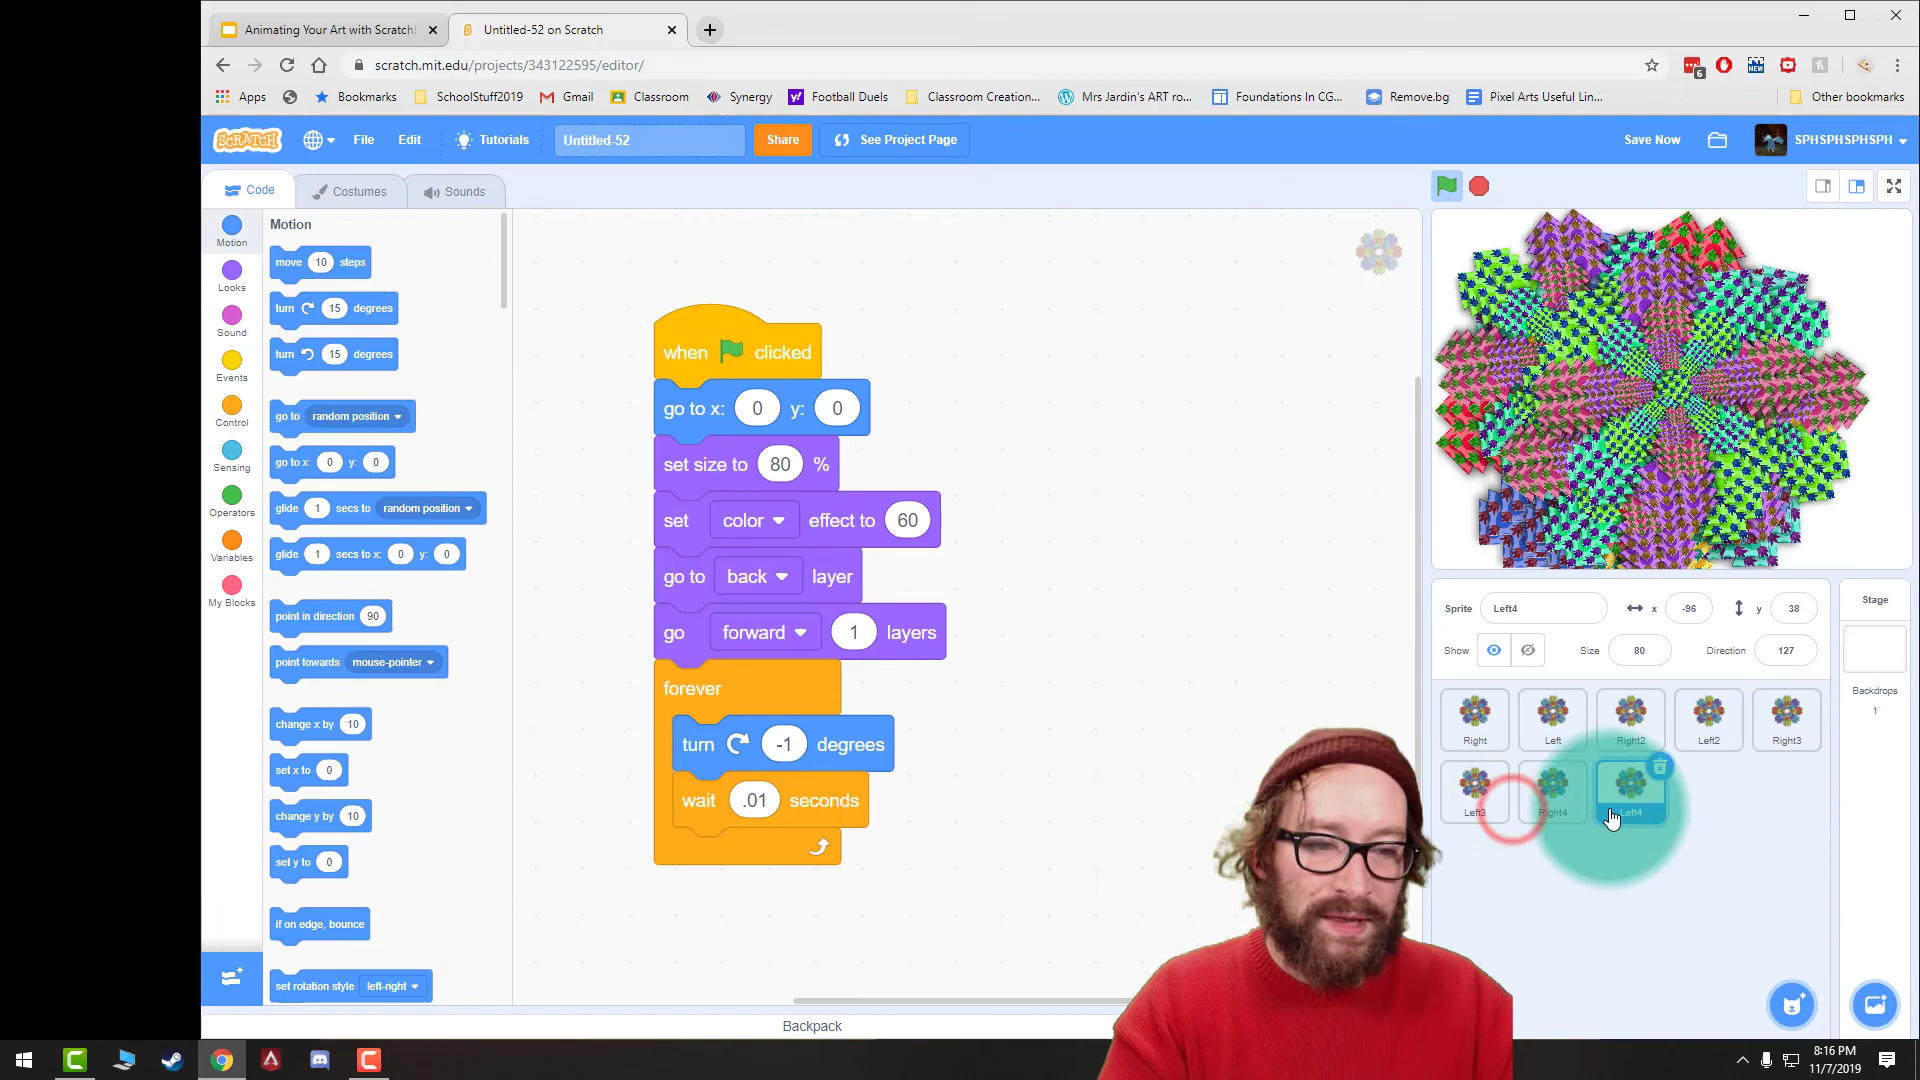 Animating Your Art with Scratch!
Untitled-52 on Scratch
scratch.mit.edu/projects/343122595/editor/
6
NEW
Apps
Bookmarks
SchoolStuff2019
Gmail
Classroom
Synergy
Football Duels
Classroom Creation...
Mrs Jardin's ART ro...
Foundations In CG...
Remove.bg
Pixel Arts Useful Lin...
Other bookmarks
SCRATCH
File
Edit
Tutorials
Untitled-52
Share
See Project Page
Save Now
SPHSPHSPHSPH
Code
Costumes
Sounds
Motion
Looks
Sound
Events
Control
Sensing
Operators
Variables
My Blocks
Motion
move 10 steps
turn 15 degrees
turn 15 degrees
go to random position
go to x: 0 y: 0
glide 1 secs to random position
glide 1 secs to x: 0 y: 0
point in direction 90
point towards mouse-pointer
change x by 10
set x to 0
change y by 10
set y to 0
if on edge, bounce
set rotation style left-right
when clicked
go to x: 0 y: 0
set size to 80 %
set color effect to 60
go to back layer
go forward 1 layers
forever
turn -1 degrees
wait .01 seconds
Backpack
Sprite Left4 x -96 y 38
Show Size 80 Direction 127
Right Left Right2 Left2 Right3
Left3 Right4 Left4
Stage
Backdrops
1
8:16 PM
11/7/2019